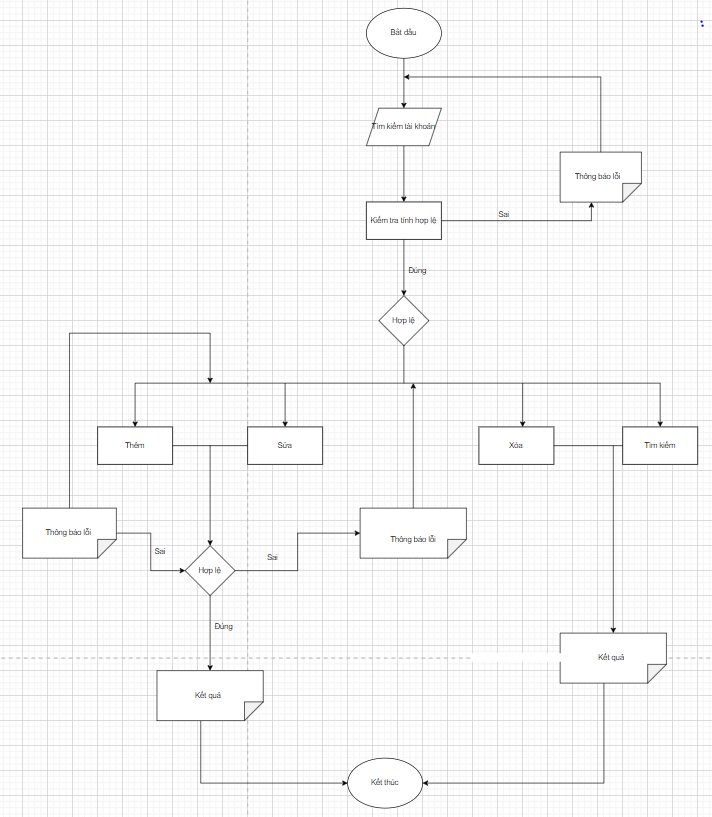 Bắt đầu
Tìm kiếm tài khoản
Thông báo lỗi
Kiểm tra tính hợp lệ
Sai
Đúng
Hợp lệ
Thêm
Sửa
Xóa
Tìm kiếm
Thông báo lỗi
Thông báo lỗi
Sai
Sai
Hợp lệ
Đúng
Kết quả
Kết quả
Kết thúc